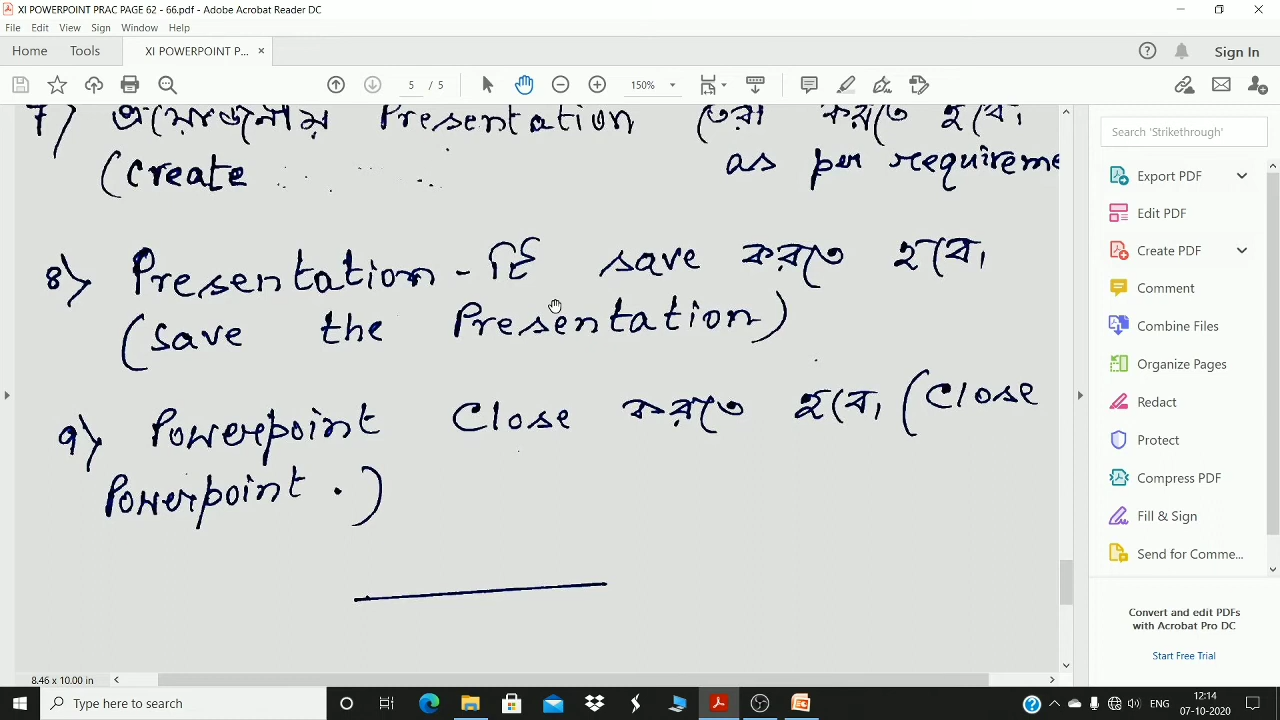 XI POWERPOINT PRAC PAGE 62 - 66.pdf - Adobe Acrobat Reader DC
File Edit View Sign Window Help
Home Tools XI POWERPOINT P... × Sign In
5 / 5 150%
7) প্রয়োজনীয় Presentation তৈরী করতে হবে।
(Create as per requireme
8) Presentation - টি save করতে হবে।
(Save the Presentation)
9) Powerpoint Close করতে হবে। (Close
Powerpoint .)
8.46 x 10.00 in
Search 'Strikethrough'
Export PDF
Edit PDF
Create PDF
Comment
Combine Files
Organize Pages
Redact
Protect
Compress PDF
Fill & Sign
Send for Comme...
Convert and edit PDFs
with Acrobat Pro DC
Start Free Trial
Type here to search
ENG
12:14
07-10-2020